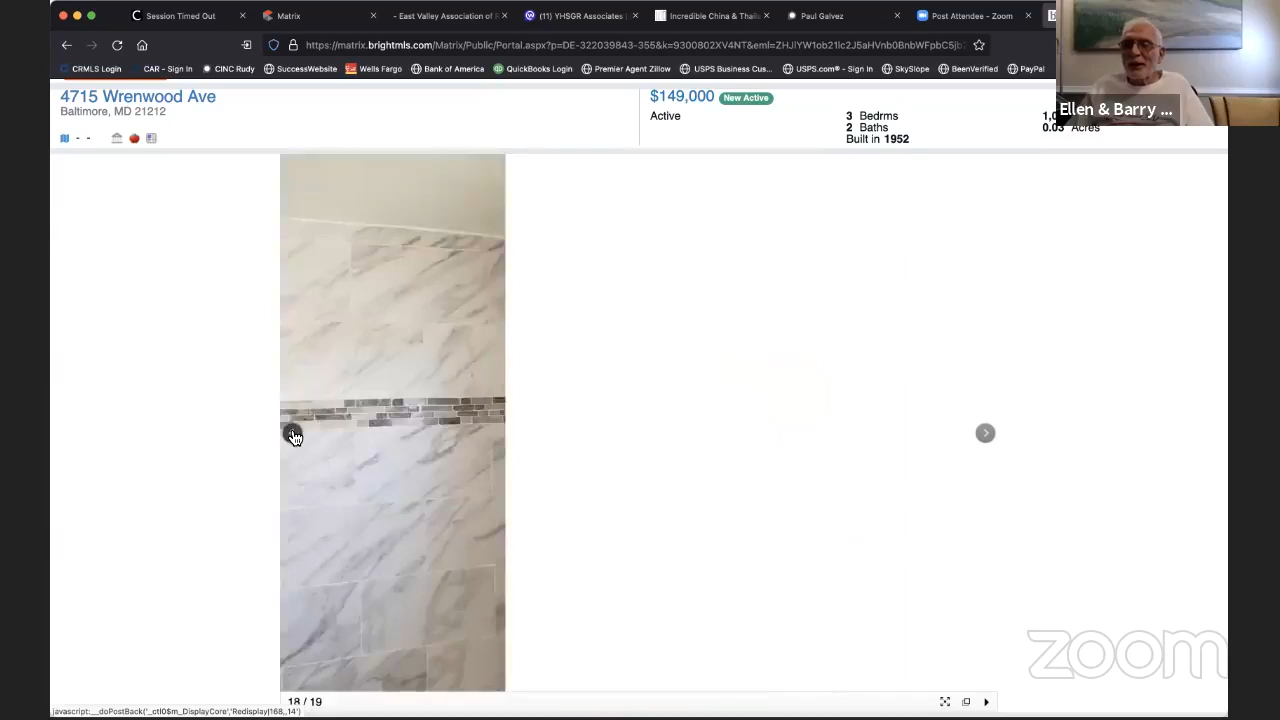 Session Timed Out
Matrix
- East Valley Association of R
(11) YHSGR Associates |
Incredible China & Thaila
Paul Galvez
Post Attendee - Zoom
https://matrix.brightmls.com/Matrix/Public/Portal.aspx?p=DE-322039843-355&k=9300802XV4NT&eml=
CRMLS Login
CAR - Sign In
CINC Rudy
SuccessWebsite
Wells Fargo
Bank of America
QuickBooks Login
Premier Agent Zillow
USPS Business Cus...
USPS.com® - Sign In
SkySlope
BeenVerified
PayPal
Ellen & Barry ...
4715 Wrenwood Ave
Baltimore, MD 21212
$149,000 New Active
Active
3 Bedrms
2 Baths
Built in 1952
0.03 Acres
18 / 19
javascript:__doPostBack('_ctl0$m_DisplayCore','Redisplay|168,,14')
zoom